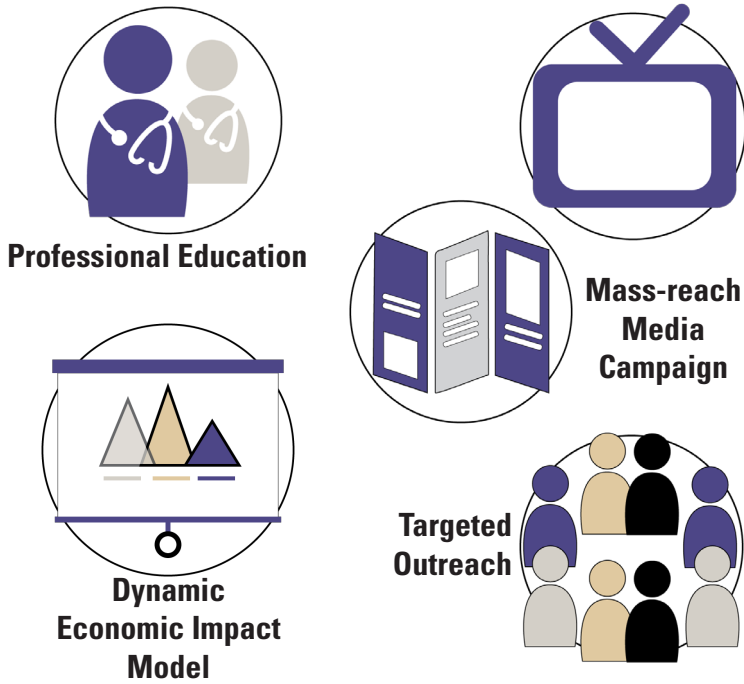 Professional Education
Mass-reach
Media
Campaign
Targeted
Outreach
Dynamic
Economic Impact
Model